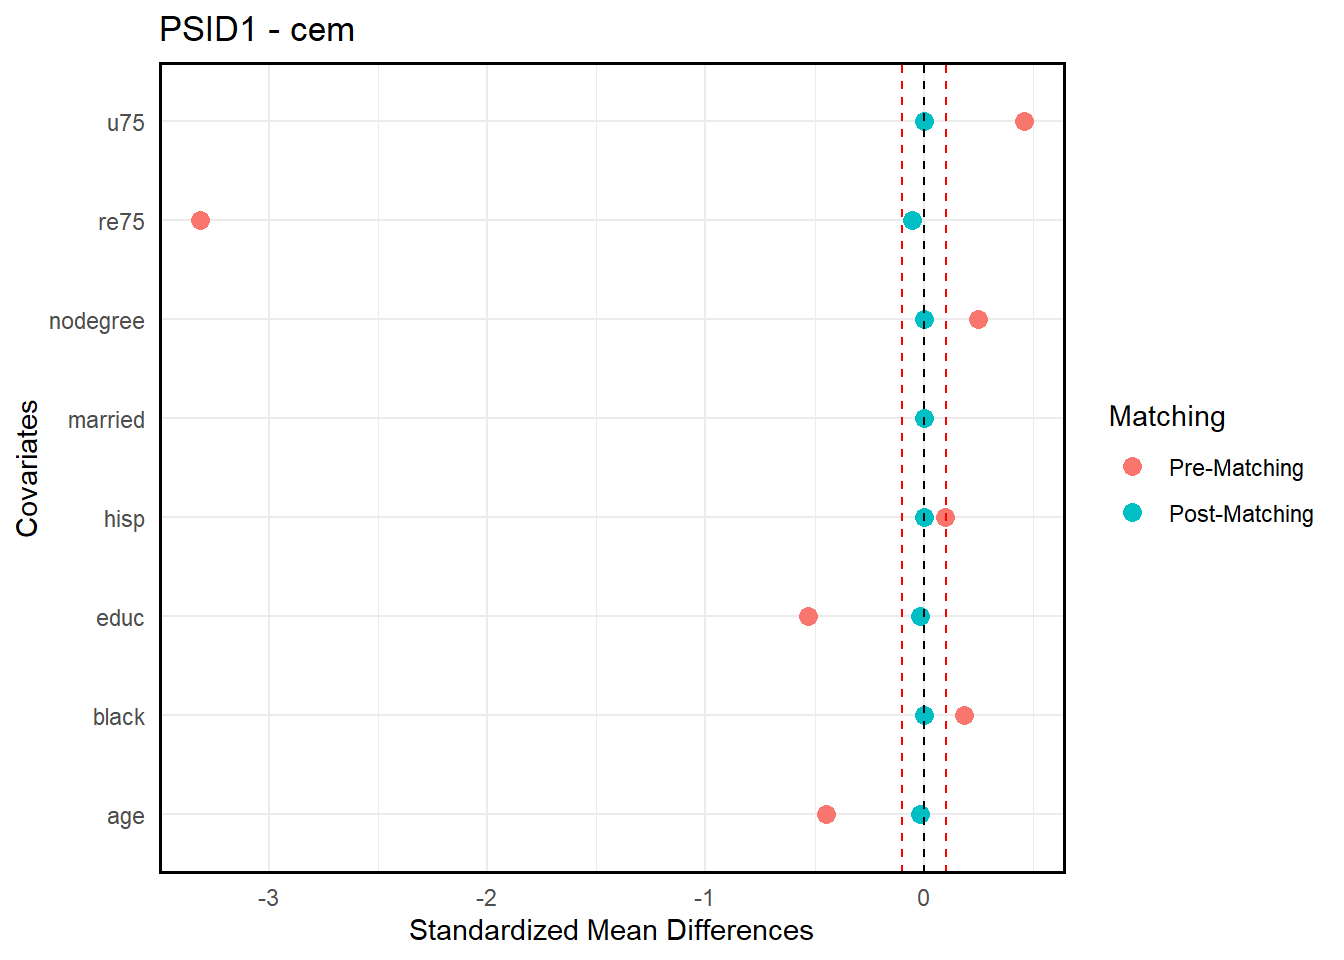 PSID1 - cem
u75
re75
nodegree
married
hisp
educ
black
age
Covariates
-3
-2
-1
0
Standardized Mean Differences
Matching
Pre-Matching
Post-Matching